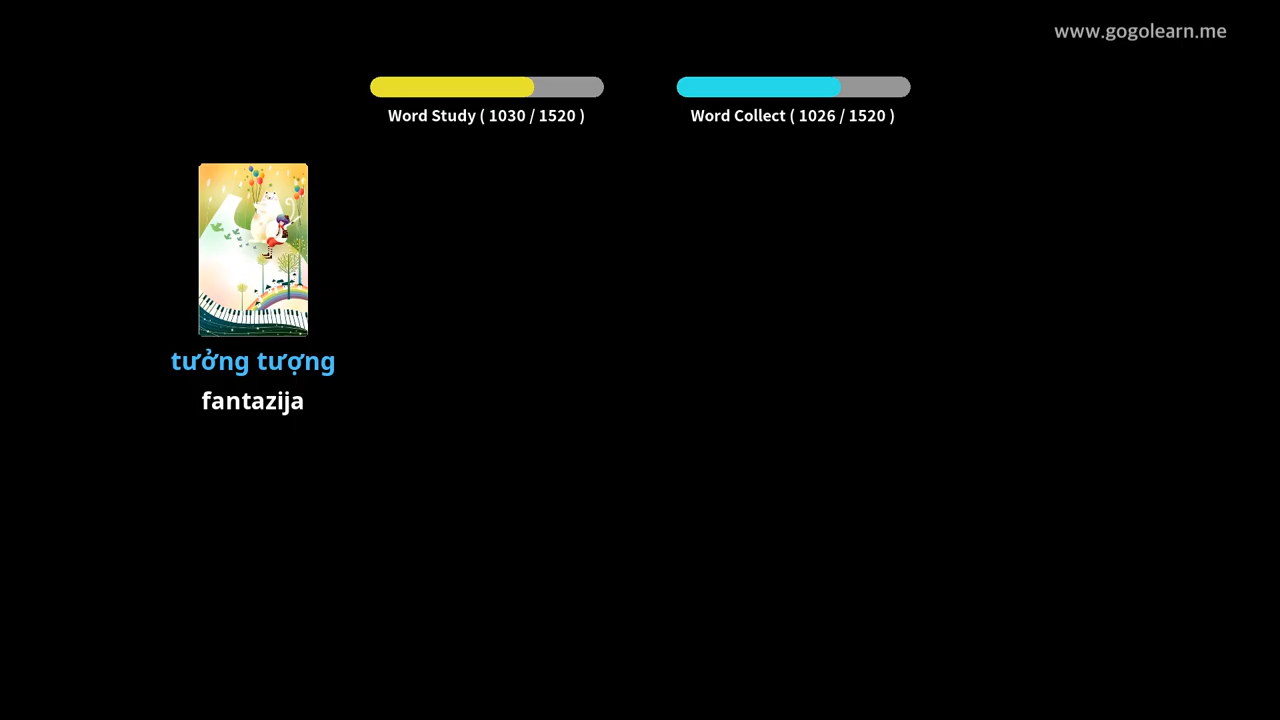 www.gogolearn.me
Word Study ( 1030 / 1520 )
Word Collect ( 1026 / 1520 )
tưởng tượng
fantazija